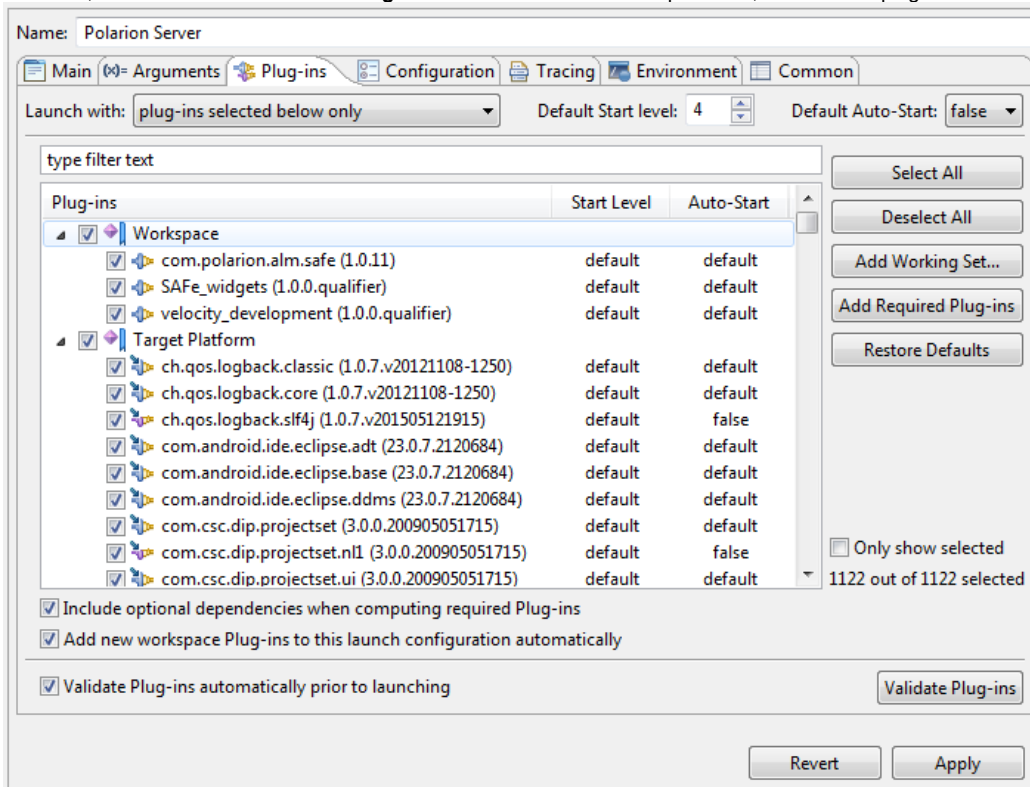 Name: Polarion Server
Main (x)= Arguments Plug-ins Configuration Tracing Environment Common
Launch with: plug-ins selected below only Default Start level: 4 Default Auto-Start: false
type filter text
Select All
Plug-ins Start Level Auto-Start
Deselect All
Workspace
com.polarion.alm.safe (1.0.11) default default
Add Working Set...
SAFe_widgets (1.0.0.qualifier) default default
velocity_development (1.0.0.qualifier) default default
Add Required Plug-ins
Target Platform
Restore Defaults
ch.qos.logback.classic (1.0.7.v20121108-1250) default default
ch.qos.logback.core (1.0.7.v20121108-1250) default default
ch.qos.logback.slf4j (1.0.7.v201505121915) default false
com.android.ide.eclipse.adt (23.0.7.2120684) default default
com.android.ide.eclipse.base (23.0.7.2120684) default default
com.android.ide.eclipse.ddms (23.0.7.2120684) default default
com.csc.dip.projectset (3.0.0.200905051715) default default
com.csc.dip.projectset.nl1 (3.0.0.200905051715) default false
Only show selected
com.csc.dip.projectset.ui (3.0.0.200905051715) default default
1122 out of 1122 selected
Include optional dependencies when computing required Plug-ins
Add new workspace Plug-ins to this launch configuration automatically
Validate Plug-ins automatically prior to launching
Validate Plug-ins
Revert Apply